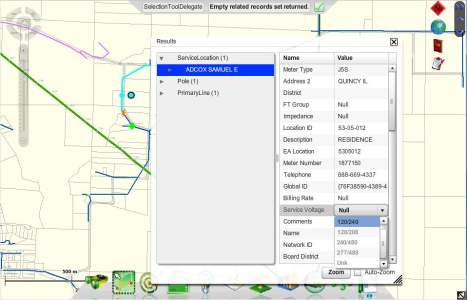 SelectionToolDelegate Empty related records set returned.
Results
ServiceLocation (1)
ADCOX SAMUEL E
Pole (1)
PrimaryLine (1)
Name Value
Meter Type J5S
Address 2 QUINCY IL
District
FT Group Null
Impedance Null
Location ID 53-05-012
Description RESIDENCE
EA Location 5305012
Meter Number 1877150
Telephone 888-669-4337
Global ID {76F38590-4389-4
Billing Rate Null
Service Voltage Null
Comments 120/240
Name 120/208
Network ID 240/480
Board District 277/480
Unk
Zoom Auto-Zoom
500 m